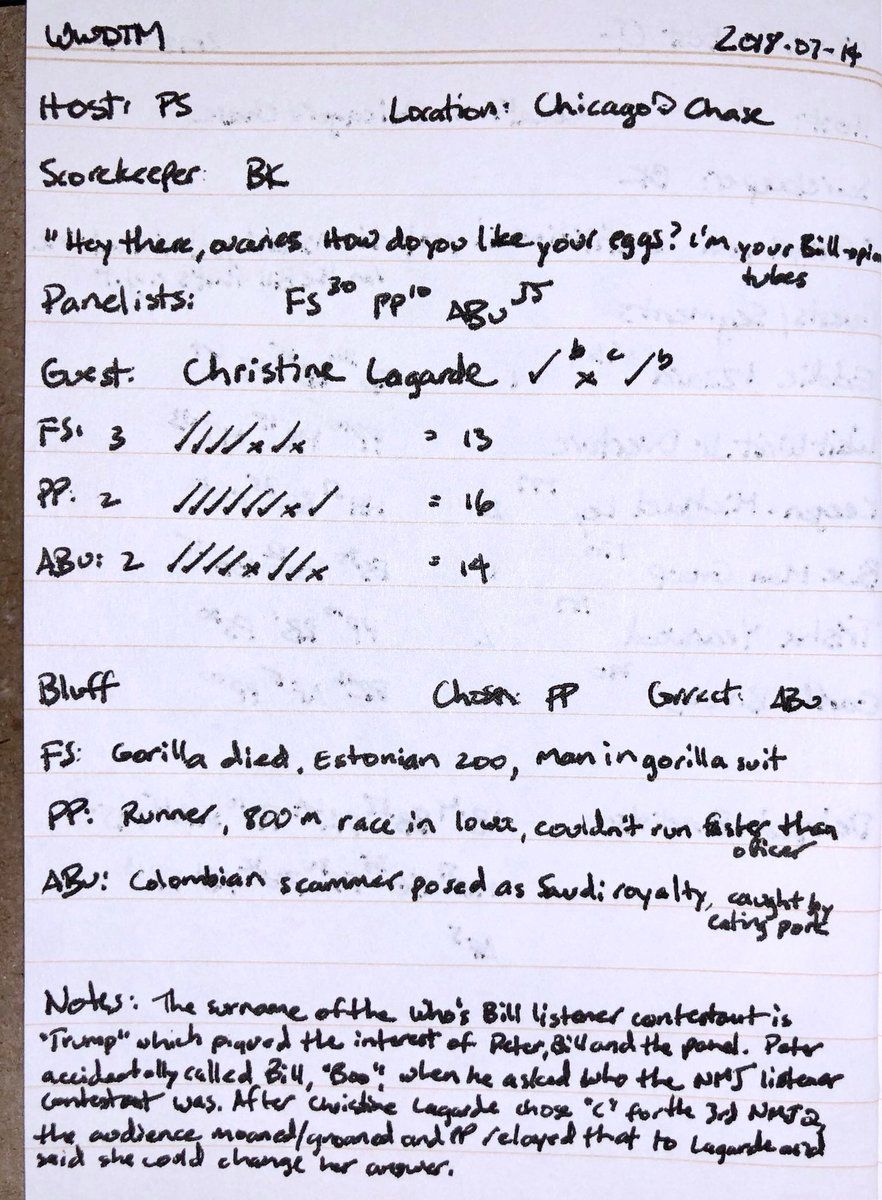 WWDTM 2018.07-14
Host: PS Location: Chicago Chase
Scorekeeper: BK
"Hey there, ovaries. How do you like your eggs? I'm your Bill-opian
tubes
Panelists: FS 30 PP 10 ABU 55
Guest: Christine Lagarde ✓ b x c ✓ b
FS: 3 ✓✓✓✓x✓x = 13
PP: 2 ✓✓✓✓✓✓x✓ = 16
ABU: 2 ✓✓✓✓x✓✓x = 14
Bluff Chosen: PP Correct: ABU
FS: Gorilla died, Estonian zoo, man in gorilla suit
PP: Runner, 800m race in Iowa, couldn't run faster than
officer
ABU: Colombian scammer posed as Saudi royalty, caught by
eating pork
Notes: The surname of the Who's Bill listener contestant is
"Trump" which piqued the interest of Peter, Bill and the panel. Peter
accidentally called Bill, "Boo", when he asked who the NMJ listener
contestant was. After Christine Lagarde chose "C" for the 3rd NMJ Q,
the audience moaned/groaned and PP relayed that to Lagarde and
said she could change her answer.